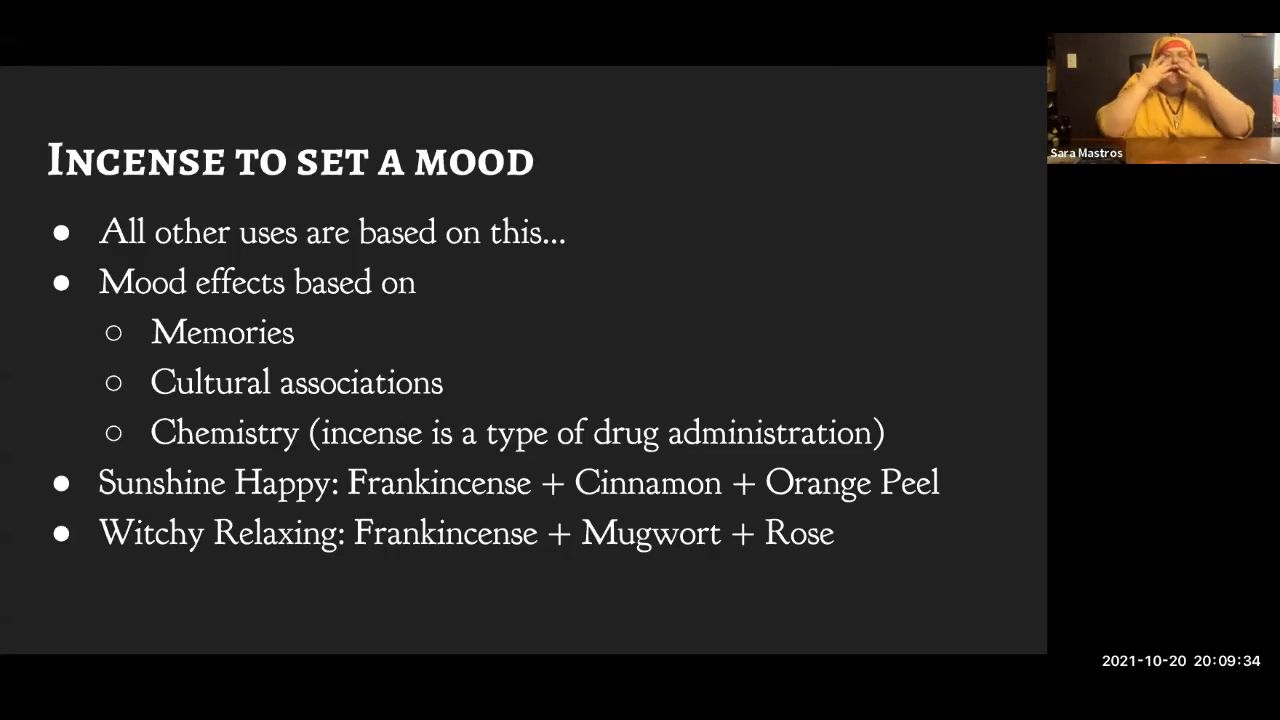 Incense to set a mood
● All other uses are based on this...
● Mood effects based on
○ Memories
○ Cultural associations
○ Chemistry (incense is a type of drug administration)
● Sunshine Happy: Frankincense + Cinnamon + Orange Peel
● Witchy Relaxing: Frankincense + Mugwort + Rose
Sara Mastros
2021-10-20 20:09:34